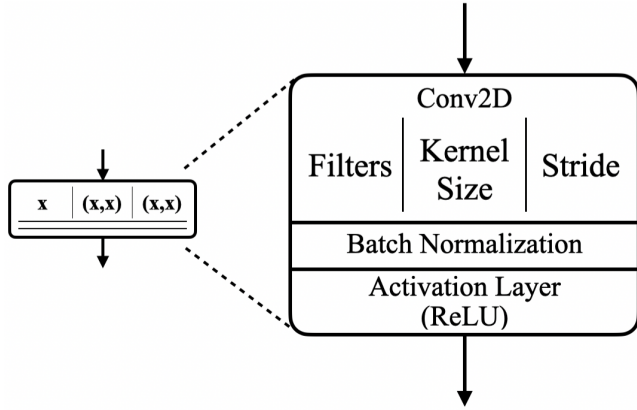 x (x,x) (x,x)
Conv2D
Filters Kernel Size Stride
Batch Normalization
Activation Layer
(ReLU)